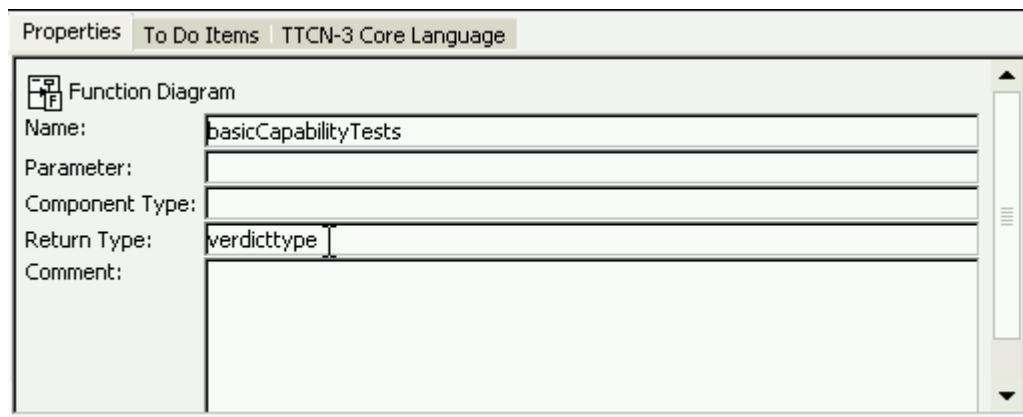 Properties To Do Items TTCN-3 Core Language
Function Diagram
Name: basicCapabilityTests
Parameter:
Component Type:
Return Type: verdicttype
Comment: